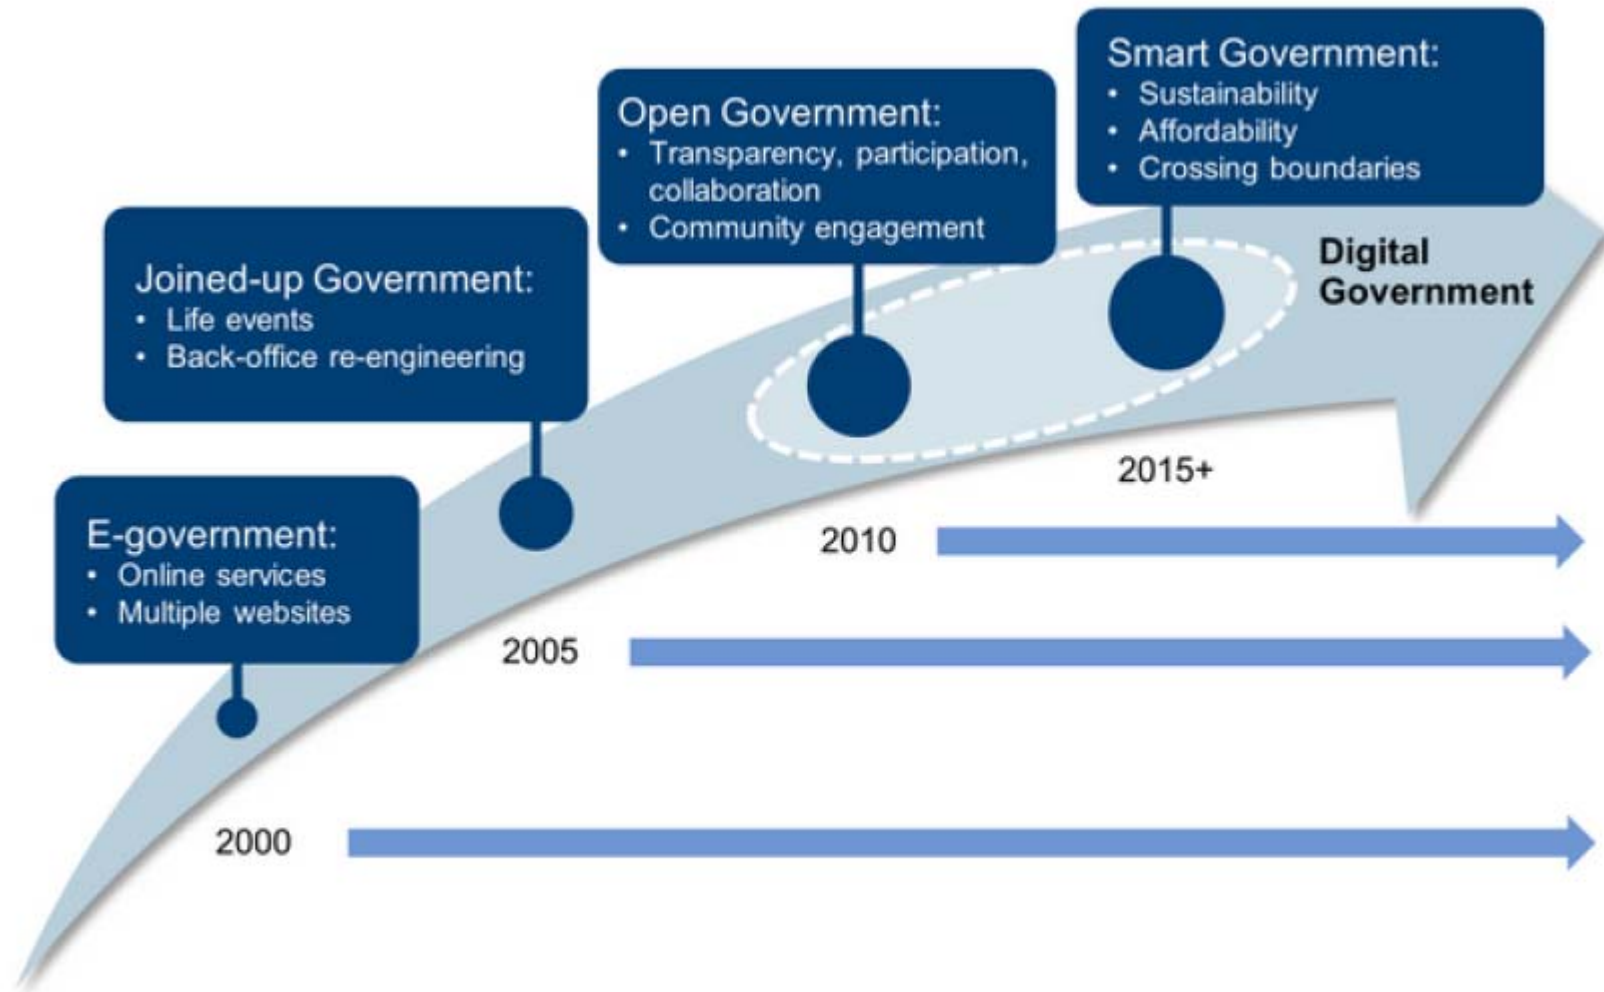 Smart Government:
• Sustainability
• Affordability
• Crossing boundaries
Open Government:
• Transparency, participation,
collaboration
• Community engagement
Joined-up Government:
• Life events
• Back-office re-engineering
E-government:
• Online services
• Multiple websites
Digital
Government
2015+
2010
2005
2000